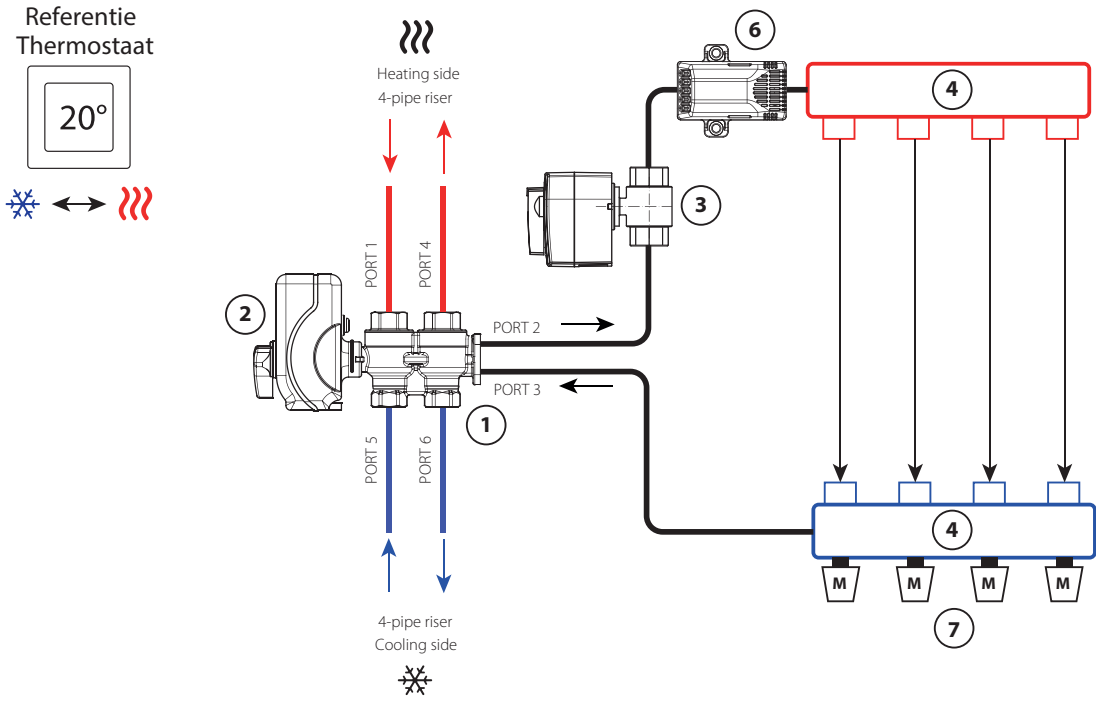 Referentie
Thermostaat
20°
Heating side
4-pipe riser
6
4
3
PORT 1
PORT 4
2
PORT 2
PORT 3
1
PORT 5
PORT 6
4
M M M M
7
4-pipe riser
Cooling side